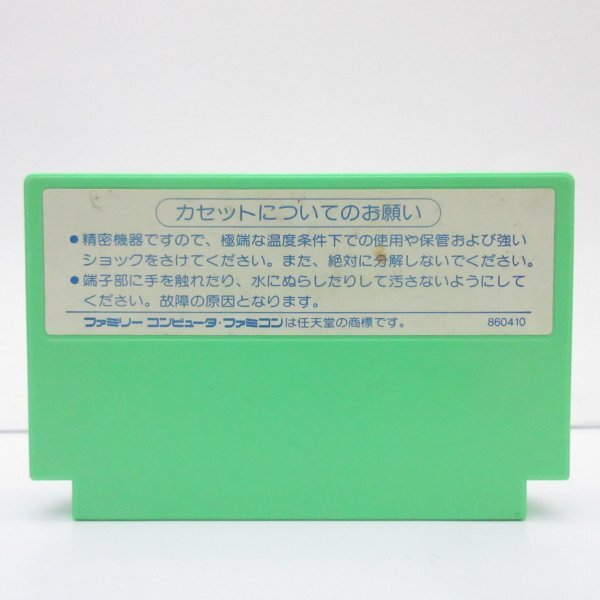 カセットについてのお願い
●精密機器ですので、極端な温度条件下での使用や保管および強い
ショックをさけてください。また、絶対に分解しないでください。
●端子部に手を触れたり、水にぬらしたりして汚さないようにして
ください。故障の原因となります。
ファミリー コンピュータ・ファミコンは任天堂の商標です。 860410